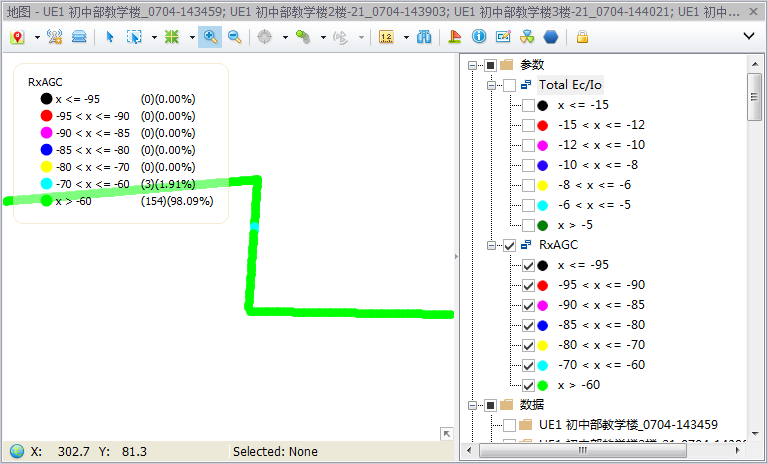 地图 - UE1 初中部教学楼_0704-143459; UE1 初中部教学楼2楼-21_0704-143903; UE1 初中部教学楼3楼-21_0704-144021; UE1 初中...
1.2
RxAGC
x <= -95 (0)(0.00%)
-95 < x <= -90 (0)(0.00%)
-90 < x <= -85 (0)(0.00%)
-85 < x <= -80 (0)(0.00%)
-80 < x <= -70 (0)(0.00%)
-70 < x <= -60 (3)(1.91%)
x > -60 (154)(98.09%)
参数
Total Ec/Io
x <= -15
-15 < x <= -12
-12 < x <= -10
-10 < x <= -8
-8 < x <= -6
-6 < x <= -5
x > -5
RxAGC
x <= -95
-95 < x <= -90
-90 < x <= -85
-85 < x <= -80
-80 < x <= -70
-70 < x <= -60
x > -60
数据
UE1 初中部教学楼_0704-143459
X: 302.7 Y: 81.3 Selected: None